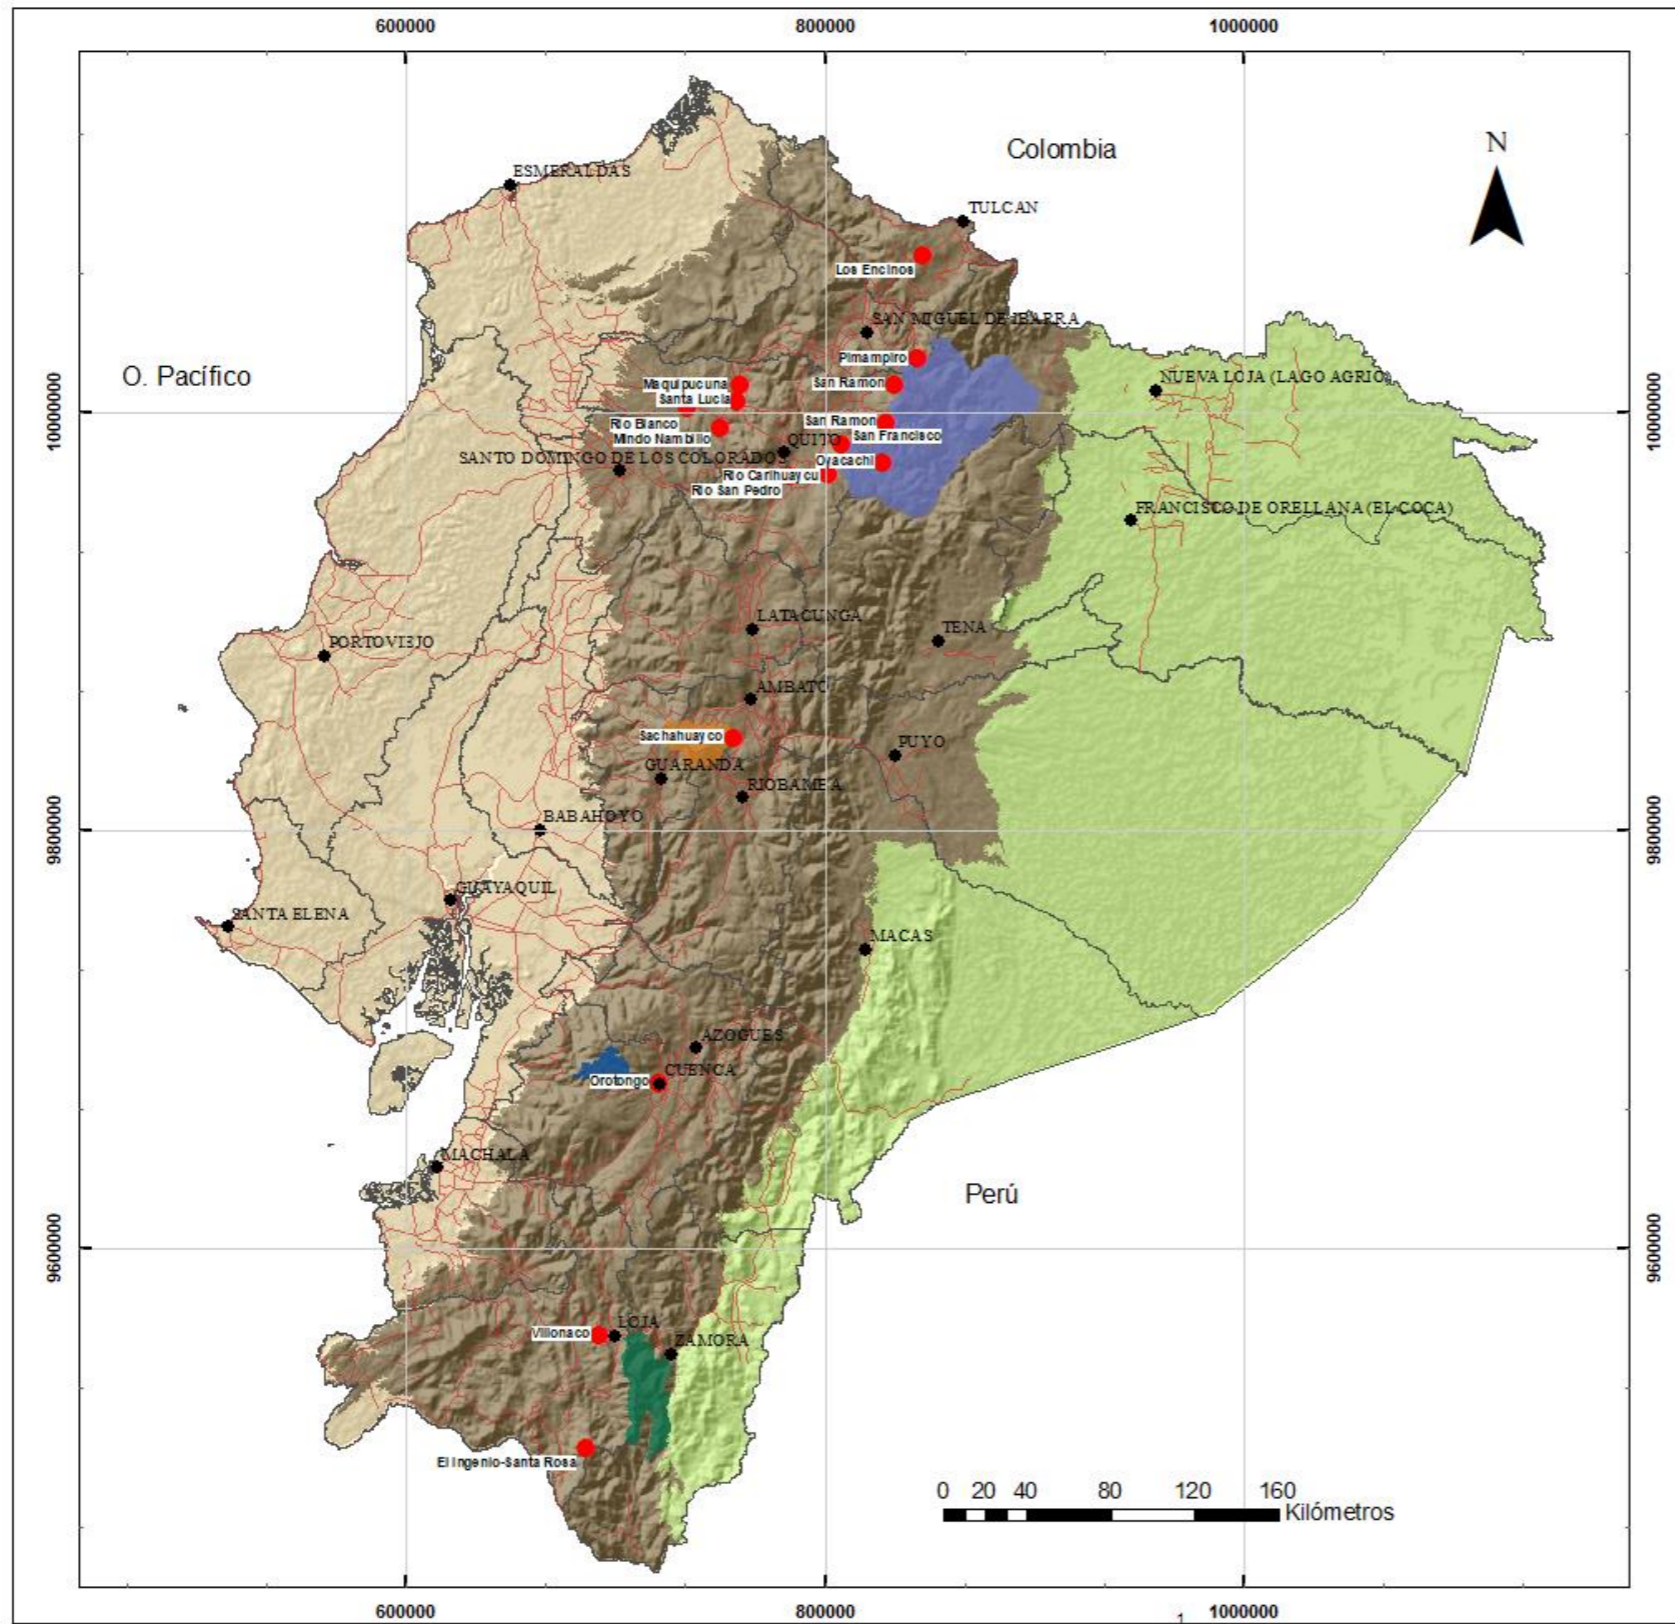 600000
800000
1000000
Colombia
N
ESMERALDAS
TULCAN
Los Encinos
SAN MIGUEL DE IBARRA
Pimampiro
O. Pacífico
Maquipucuna
San Ramon
NUEVA LOJA (LAGO AGRIO)
Santa Lucia
10000000
10000000
Rio Blanco
San Ramon
Mindo Nambillo
QUITO
San Francisco
SANTO DOMINGO DE LOS COLORADOS
Oyacachi
Rio Carihuaycu
Rio San Pedro
FRANCISCO DE ORELLANA (EL COCA)
LATACUNGA
TENA
PORTOVIEJO
AMBATO
Sachahuayco
PUYO
GUARANDA
RIOBAMBA
BABAHOYO
9800000
9800000
GUAYAQUIL
SANTA ELENA
MACAS
AZOGUES
CUENCA
Orotongo
MACHALA
Perú
9600000
9600000
LOJA
Villonaco
ZAMORA
El Ingenio-Santa Rosa
0 20 40 80 120 160
Kilómetros
600000
800000
1
1000000